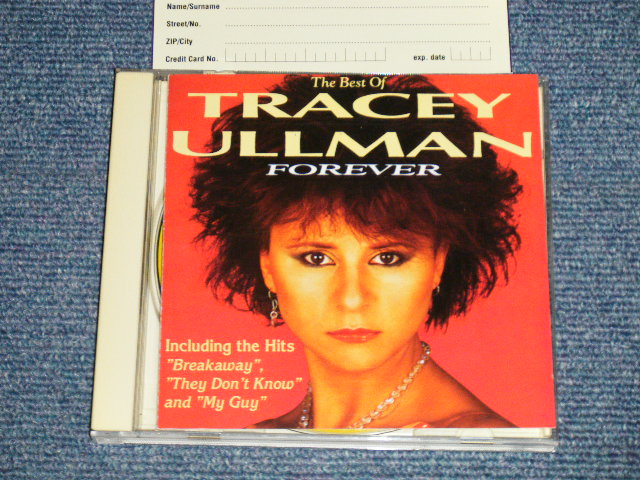 Name/Surname
Street/No.
ZIP/City
Credit Card No. exp. date
The Best Of
TRACEY
ULLMAN
FOREVER
Including the Hits
"Breakaway",
"They Don't Know"
and "My Guy"